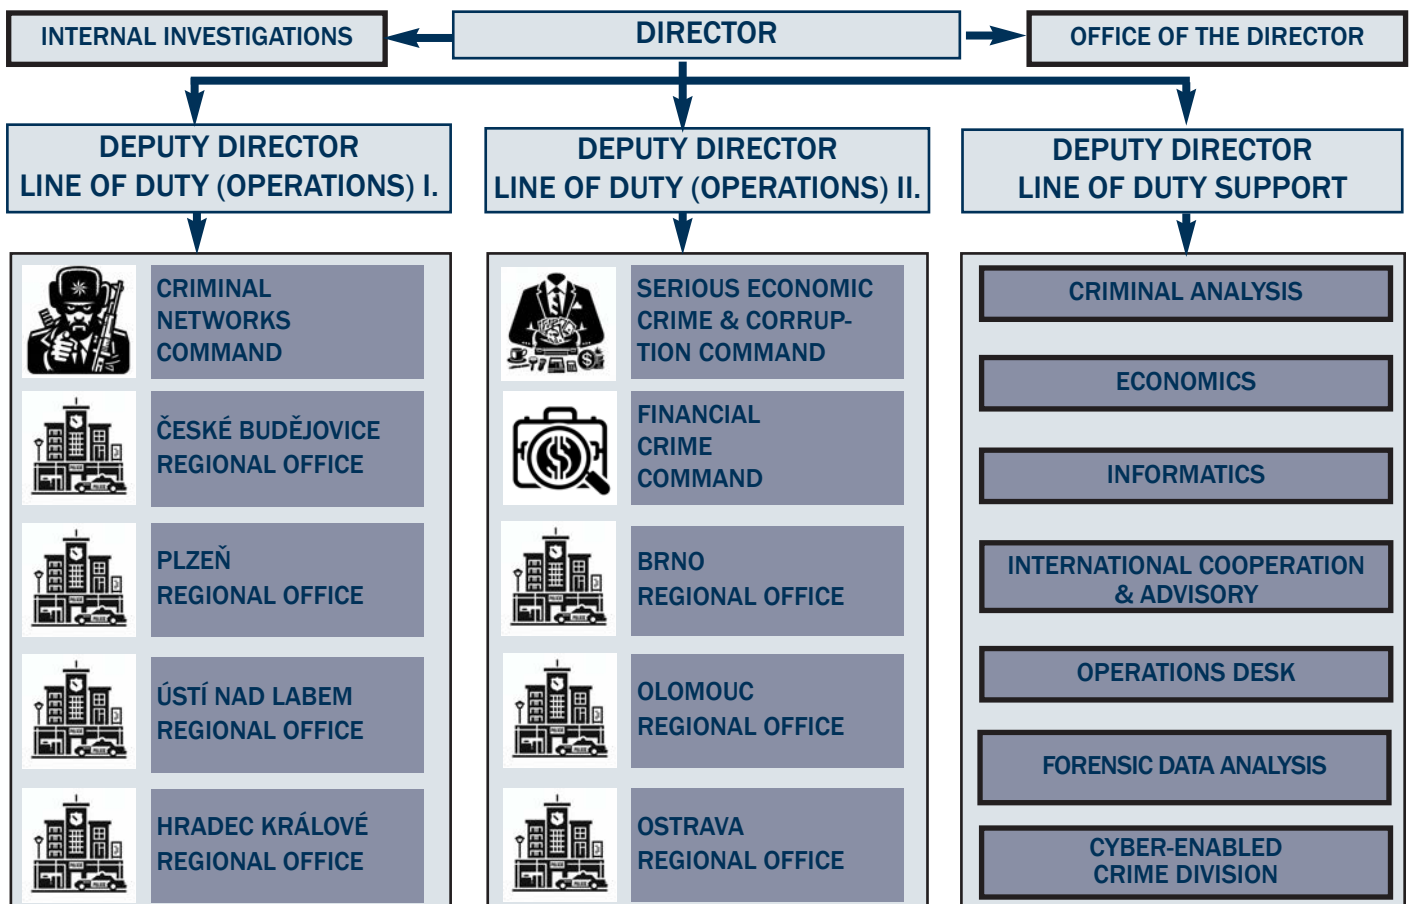 INTERNAL INVESTIGATIONS
DIRECTOR
OFFICE OF THE DIRECTOR
DEPUTY DIRECTOR
LINE OF DUTY (OPERATIONS) I.
DEPUTY DIRECTOR
LINE OF DUTY (OPERATIONS) II.
DEPUTY DIRECTOR
LINE OF DUTY SUPPORT
CRIMINAL
NETWORKS
COMMAND
ČESKÉ BUDĚJOVICE
REGIONAL OFFICE
PLZEŇ
REGIONAL OFFICE
ÚSTÍ NAD LABEM
REGIONAL OFFICE
HRADEC KRÁLOVÉ
REGIONAL OFFICE
SERIOUS ECONOMIC
CRIME & CORRUP-
TION COMMAND
FINANCIAL
CRIME
COMMAND
BRNO
REGIONAL OFFICE
OLOMOUC
REGIONAL OFFICE
OSTRAVA
REGIONAL OFFICE
CRIMINAL ANALYSIS
ECONOMICS
INFORMATICS
INTERNATIONAL COOPERATION
& ADVISORY
OPERATIONS DESK
FORENSIC DATA ANALYSIS
CYBER-ENABLED
CRIME DIVISION